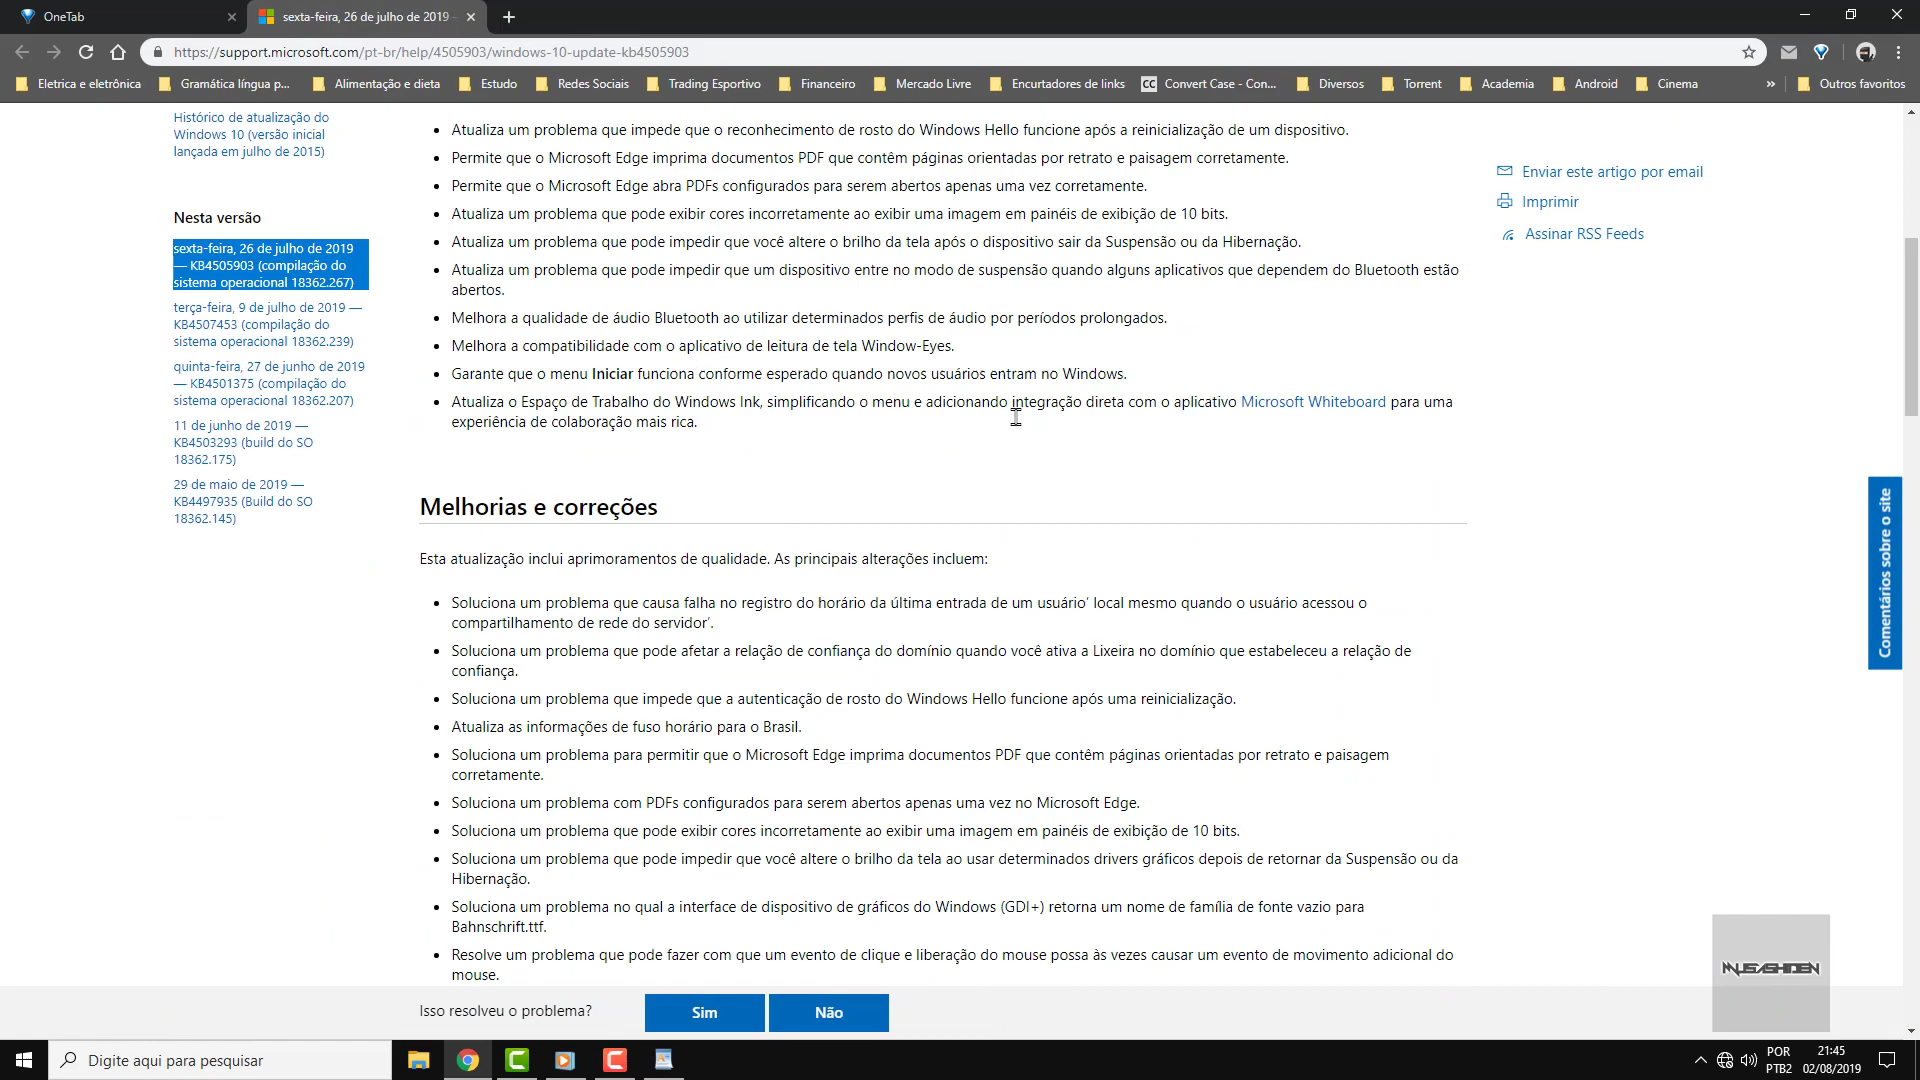 OneTab
sexta-feira, 26 de julho de 2019
https://support.microsoft.com/pt-br/help/4505903/windows-10-update-kb4505903
Eletrica e eletrônica
Gramática língua p...
Alimentação e dieta
Estudo
Redes Sociais
Trading Esportivo
Financeiro
Mercado Livre
Encurtadores de links
CC Convert Case - Con...
Diversos
Torrent
Academia
Android
Cinema
»
Outros favoritos
Histórico de atualização do
Windows 10 (versão inicial
lançada em julho de 2015)
Nesta versão
sexta-feira, 26 de julho de 2019
— KB4505903 (compilação do
sistema operacional 18362.267)
terça-feira, 9 de julho de 2019 —
KB4507453 (compilação do
sistema operacional 18362.239)
quinta-feira, 27 de junho de 2019
— KB4501375 (compilação do
sistema operacional 18362.207)
11 de junho de 2019 —
KB4503293 (build do SO
18362.175)
29 de maio de 2019 —
KB4497935 (Build do SO
18362.145)
• Atualiza um problema que impede que o reconhecimento de rosto do Windows Hello funcione após a reinicialização de um dispositivo.
• Permite que o Microsoft Edge imprima documentos PDF que contêm páginas orientadas por retrato e paisagem corretamente.
• Permite que o Microsoft Edge abra PDFs configurados para serem abertos apenas uma vez corretamente.
• Atualiza um problema que pode exibir cores incorretamente ao exibir uma imagem em painéis de exibição de 10 bits.
• Atualiza um problema que pode impedir que você altere o brilho da tela após o dispositivo sair da Suspensão ou da Hibernação.
• Atualiza um problema que pode impedir que um dispositivo entre no modo de suspensão quando alguns aplicativos que dependem do Bluetooth estão
abertos.
• Melhora a qualidade de áudio Bluetooth ao utilizar determinados perfis de áudio por períodos prolongados.
• Melhora a compatibilidade com o aplicativo de leitura de tela Window-Eyes.
• Garante que o menu Iniciar funciona conforme esperado quando novos usuários entram no Windows.
• Atualiza o Espaço de Trabalho do Windows Ink, simplificando o menu e adicionando integração direta com o aplicativo Microsoft Whiteboard para uma
experiência de colaboração mais rica.
Melhorias e correções
Esta atualização inclui aprimoramentos de qualidade. As principais alterações incluem:
• Soluciona um problema que causa falha no registro do horário da última entrada de um usuário’ local mesmo quando o usuário acessou o
compartilhamento de rede do servidor’.
• Soluciona um problema que pode afetar a relação de confiança do domínio quando você ativa a Lixeira no domínio que estabeleceu a relação de
confiança.
• Soluciona um problema que impede que a autenticação de rosto do Windows Hello funcione após uma reinicialização.
• Atualiza as informações de fuso horário para o Brasil.
• Soluciona um problema para permitir que o Microsoft Edge imprima documentos PDF que contêm páginas orientadas por retrato e paisagem
corretamente.
• Soluciona um problema com PDFs configurados para serem abertos apenas uma vez no Microsoft Edge.
• Soluciona um problema que pode exibir cores incorretamente ao exibir uma imagem em painéis de exibição de 10 bits.
• Soluciona um problema que pode impedir que você altere o brilho da tela ao usar determinados drivers gráficos depois de retornar da Suspensão ou da
Hibernação.
• Soluciona um problema no qual a interface de dispositivo de gráficos do Windows (GDI+) retorna um nome de família de fonte vazio para
Bahnschrift.ttf.
• Resolve um problema que pode fazer com que um evento de clique e liberação do mouse possa às vezes causar um evento de movimento adicional do
mouse.
Enviar este artigo por email
Imprimir
Assinar RSS Feeds
Comentários sobre o site
Isso resolveu o problema?
Sim
Não
Digite aqui para pesquisar
POR
PTB2
21:45
02/08/2019